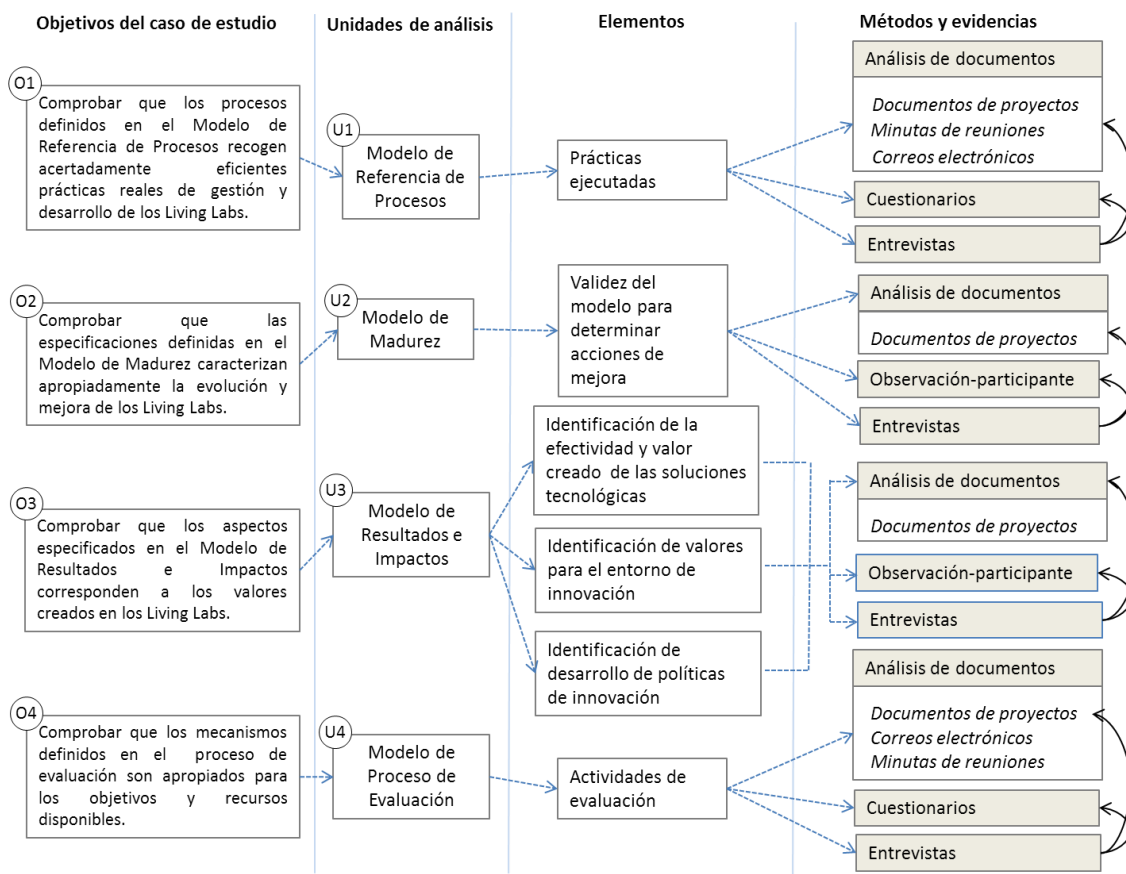 Objetivos del caso de estudio
Unidades de análisis
Elementos
Métodos y evidencias
O1
Comprobar que los procesos
definidos en el Modelo de
Referencia de Procesos recogen
acertadamente eficientes
prácticas reales de gestión y
desarrollo de los Living Labs.
U1
Modelo de
Referencia de
Procesos
Prácticas
ejecutadas
Análisis de documentos
Documentos de proyectos
Minutas de reuniones
Correos electrónicos
Cuestionarios
Entrevistas
O2
Comprobar que las
especificaciones definidas en el
Modelo de Madurez caracterizan
apropiadamente la evolución y
mejora de los Living Labs.
U2
Modelo de
Madurez
Validez del
modelo para
determinar
acciones de
mejora
Análisis de documentos
Documentos de proyectos
Observación-participante
Entrevistas
O3
Comprobar que los aspectos
especificados en el Modelo de
Resultados e Impactos
corresponden a los valores
creados en los Living Labs.
U3
Modelo de
Resultados e
Impactos
Identificación de la
efectividad y valor
creado de las soluciones
tecnológicas
Identificación de valores
para el entorno de
innovación
Identificación de
desarrollo de políticas
de innovación
Análisis de documentos
Documentos de proyectos
Observación-participante
Entrevistas
O4
Comprobar que los mecanismos
definidos en el proceso de
evaluación son apropiados para
los objetivos y recursos
disponibles.
U4
Modelo de
Proceso de
Evaluación
Actividades de
evaluación
Análisis de documentos
Documentos de proyectos
Correos electrónicos
Minutas de reuniones
Cuestionarios
Entrevistas